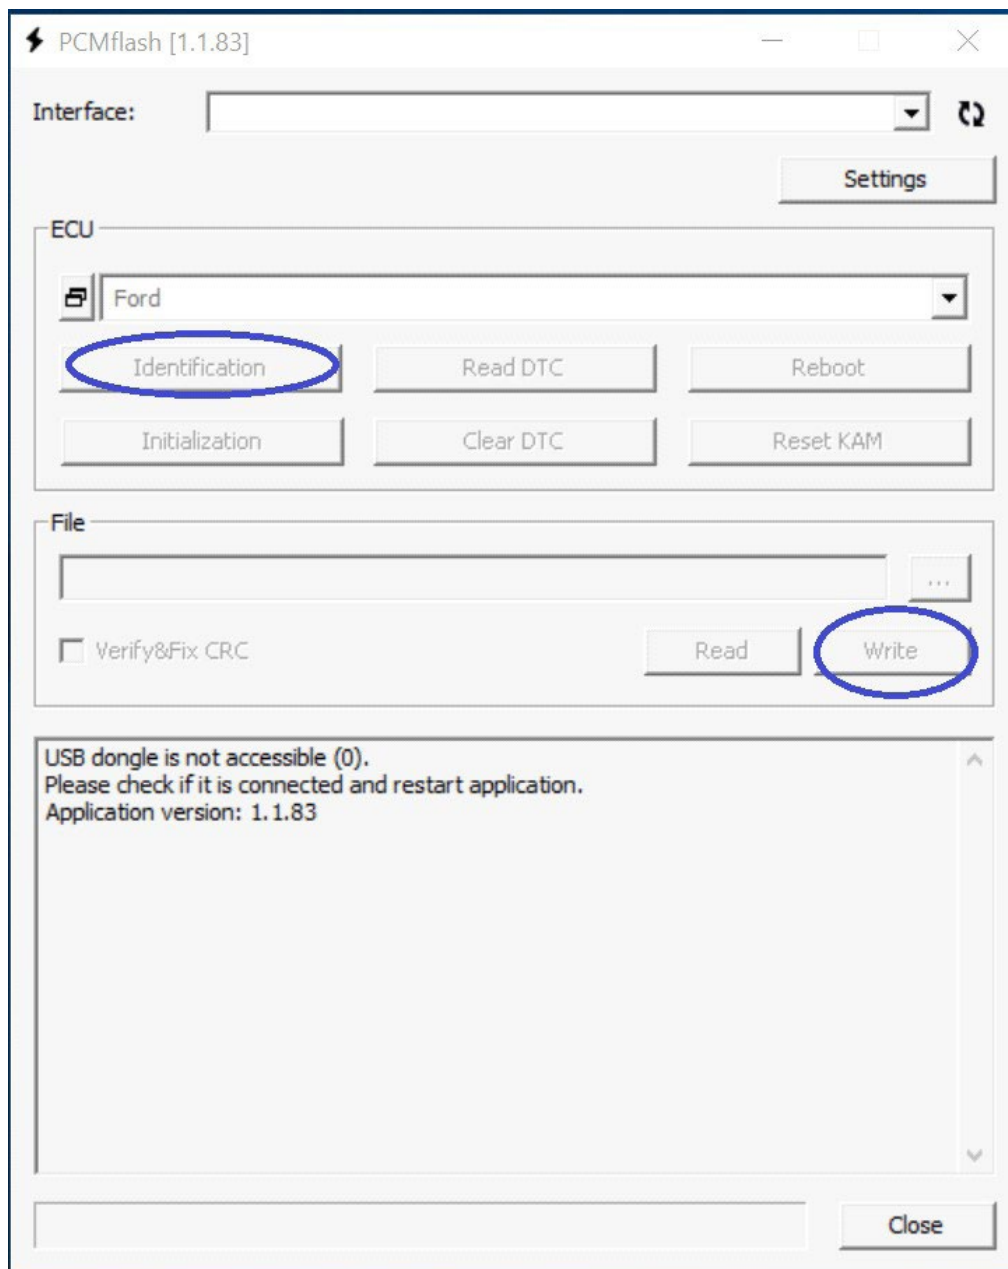 PCMflash [1.1.83]
Interface:
Settings
ECU
Ford
Identification Read DTC Reboot
Initialization Clear DTC Reset KAM
File
...
Verify&Fix CRC Read Write
USB dongle is not accessible (0).
Please check if it is connected and restart application.
Application version: 1.1.83
Close